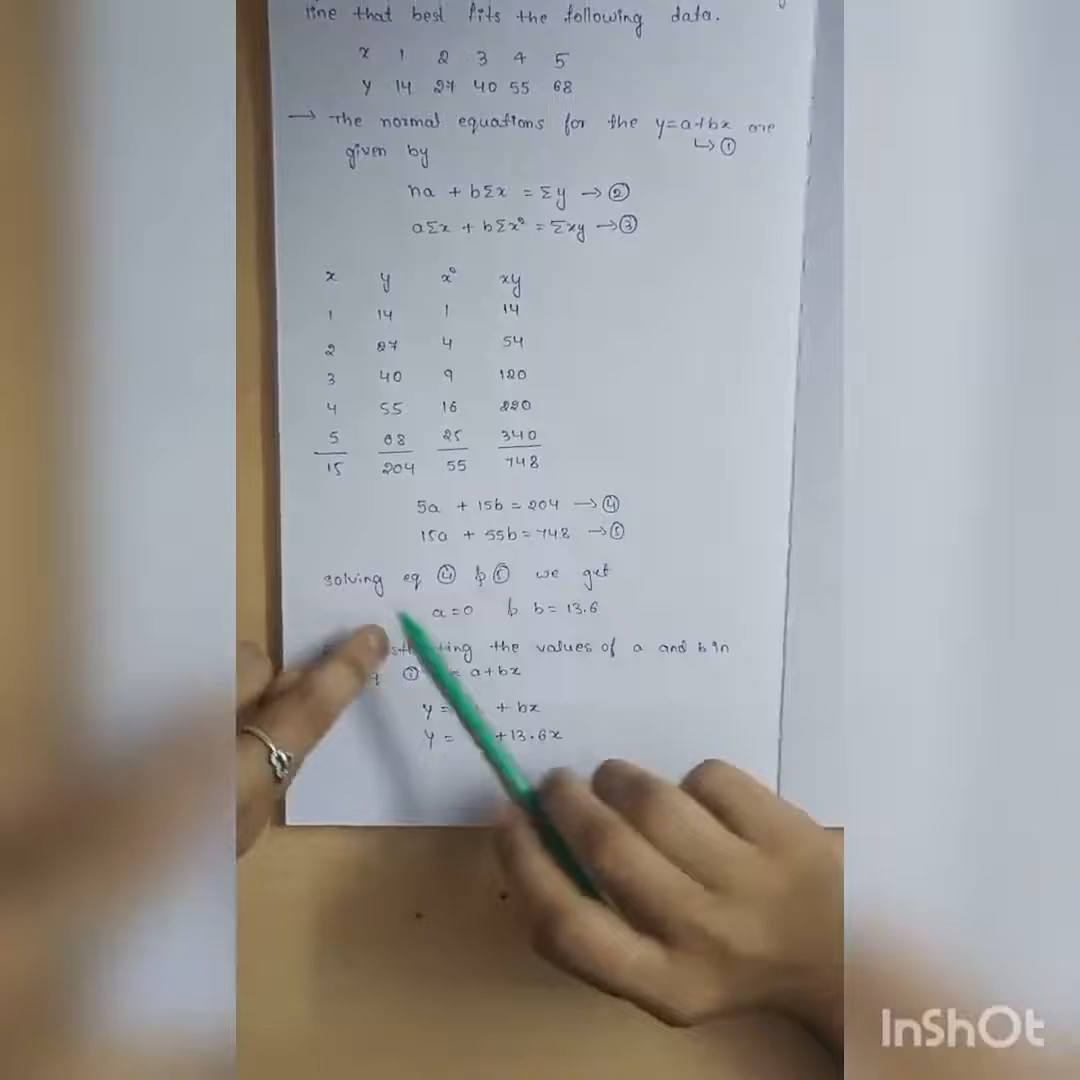 line that best fits the following data.
x 1 2 3 4 5
y 14 27 40 55 68
→ The normal equations for the y=a+bx are
↳①
given by
na + bΣx = Σy →②
aΣx + bΣx² = Σxy →③
x y x² xy
1 14 1 14
2 27 4 54
3 40 9 120
4 55 16 220
5 68 25 340
15 204 55 748
5a + 15b = 204 →④
15a + 55b = 748 →⑤
solving eq ④ & ⑤ we get
a=0 & b= 13.6
the values of a and b in
① = a+bx
y = + bx
y = +13.6x
InShOt